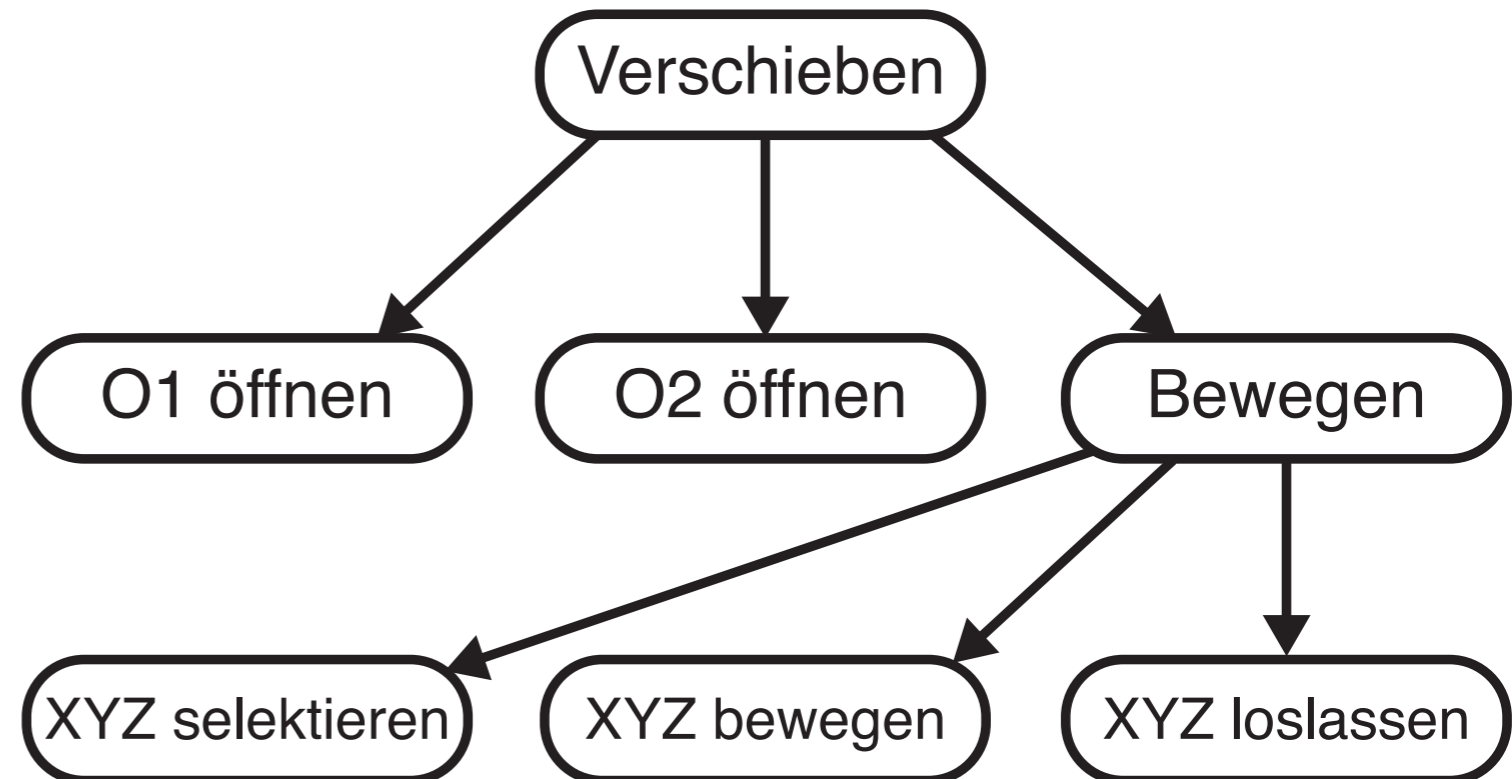 Verschieben
O1 öffnen
O2 öffnen
Bewegen
XYZ selektieren
XYZ bewegen
XYZ loslassen